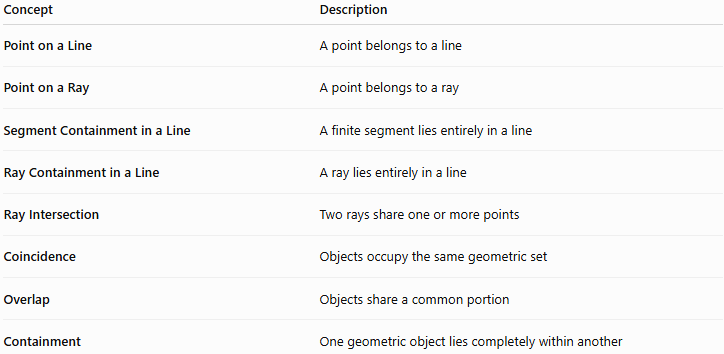 Concept Description
Point on a Line A point belongs to a line
Point on a Ray A point belongs to a ray
Segment Containment in a Line A finite segment lies entirely in a line
Ray Containment in a Line A ray lies entirely in a line
Ray Intersection Two rays share one or more points
Coincidence Objects occupy the same geometric set
Overlap Objects share a common portion
Containment One geometric object lies completely within another